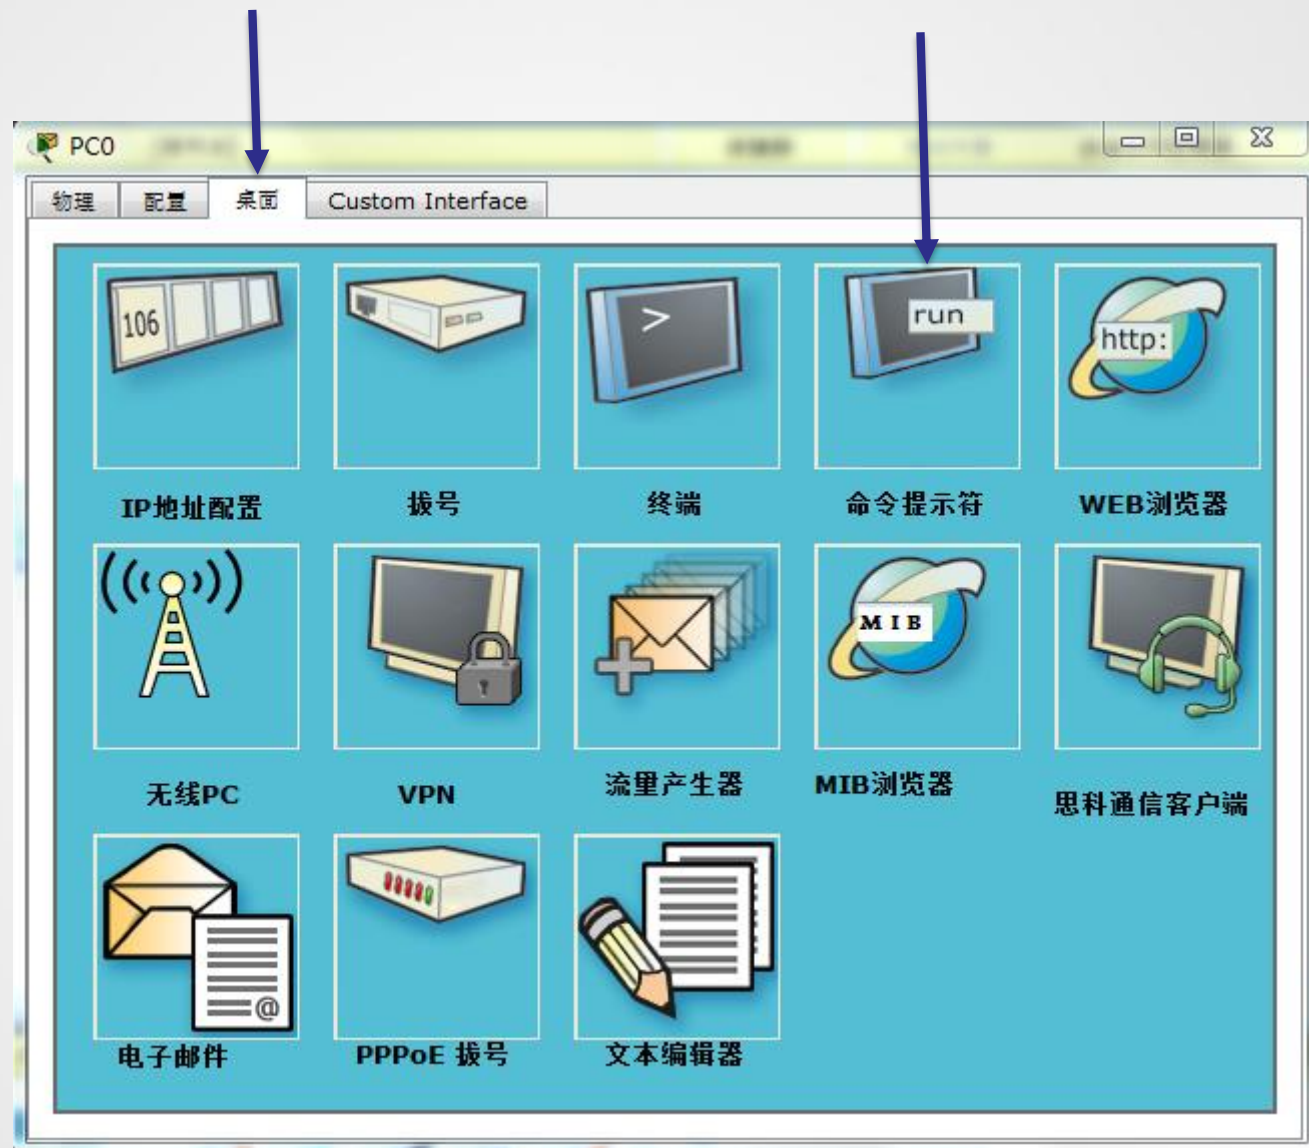 PC0
物理 配置 桌面 Custom Interface
106
>
run
http:
IP地址配置 拨号 终端 命令提示符 WEB浏览器
MIB
无线PC VPN 流量产生器 MIB浏览器 思科通信客户端
@
电子邮件 PPPoE 拨号 文本编辑器